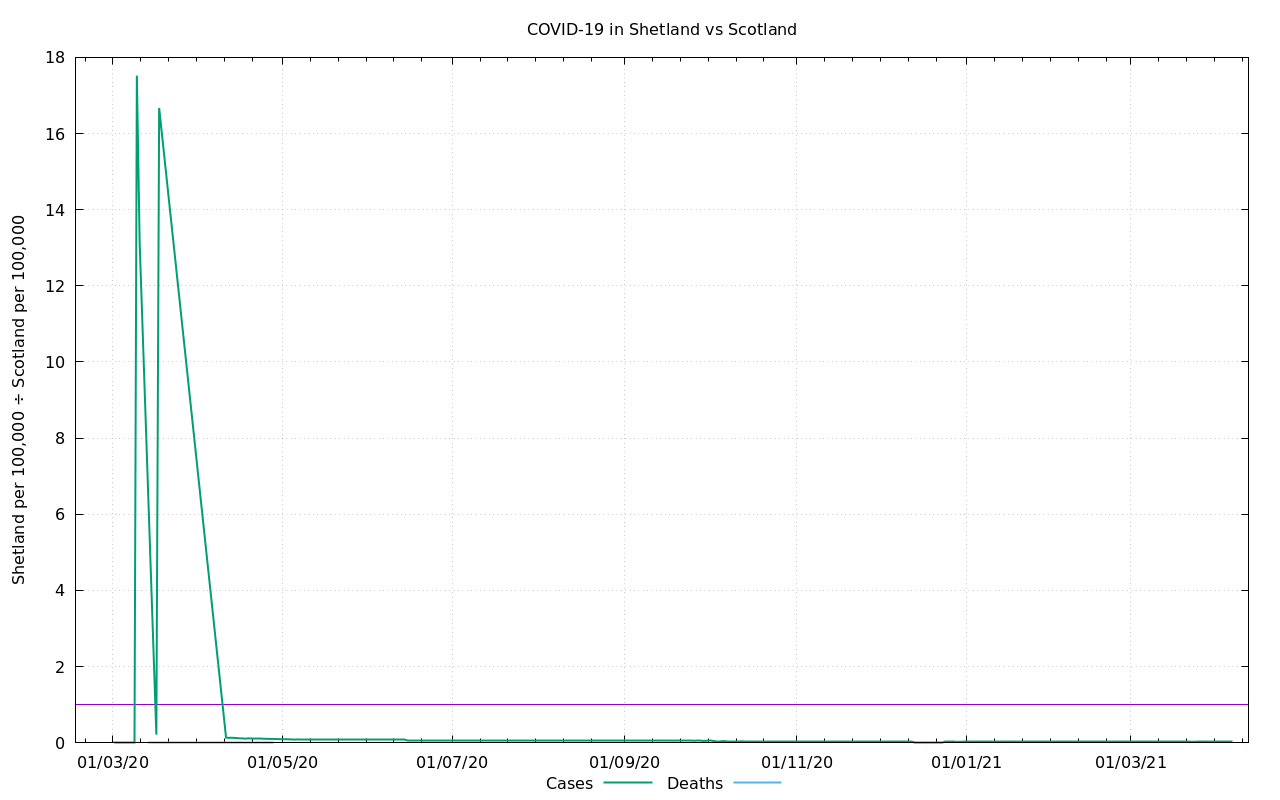 COVID-19 in Shetland vs Scotland
Shetland per 100,000 ÷ Scotland per 100,000
18
16
14
12
10
8
6
4
2
0
01/03/20 01/05/20 01/07/20 01/09/20 01/11/20 01/01/21 01/03/21
Cases Deaths